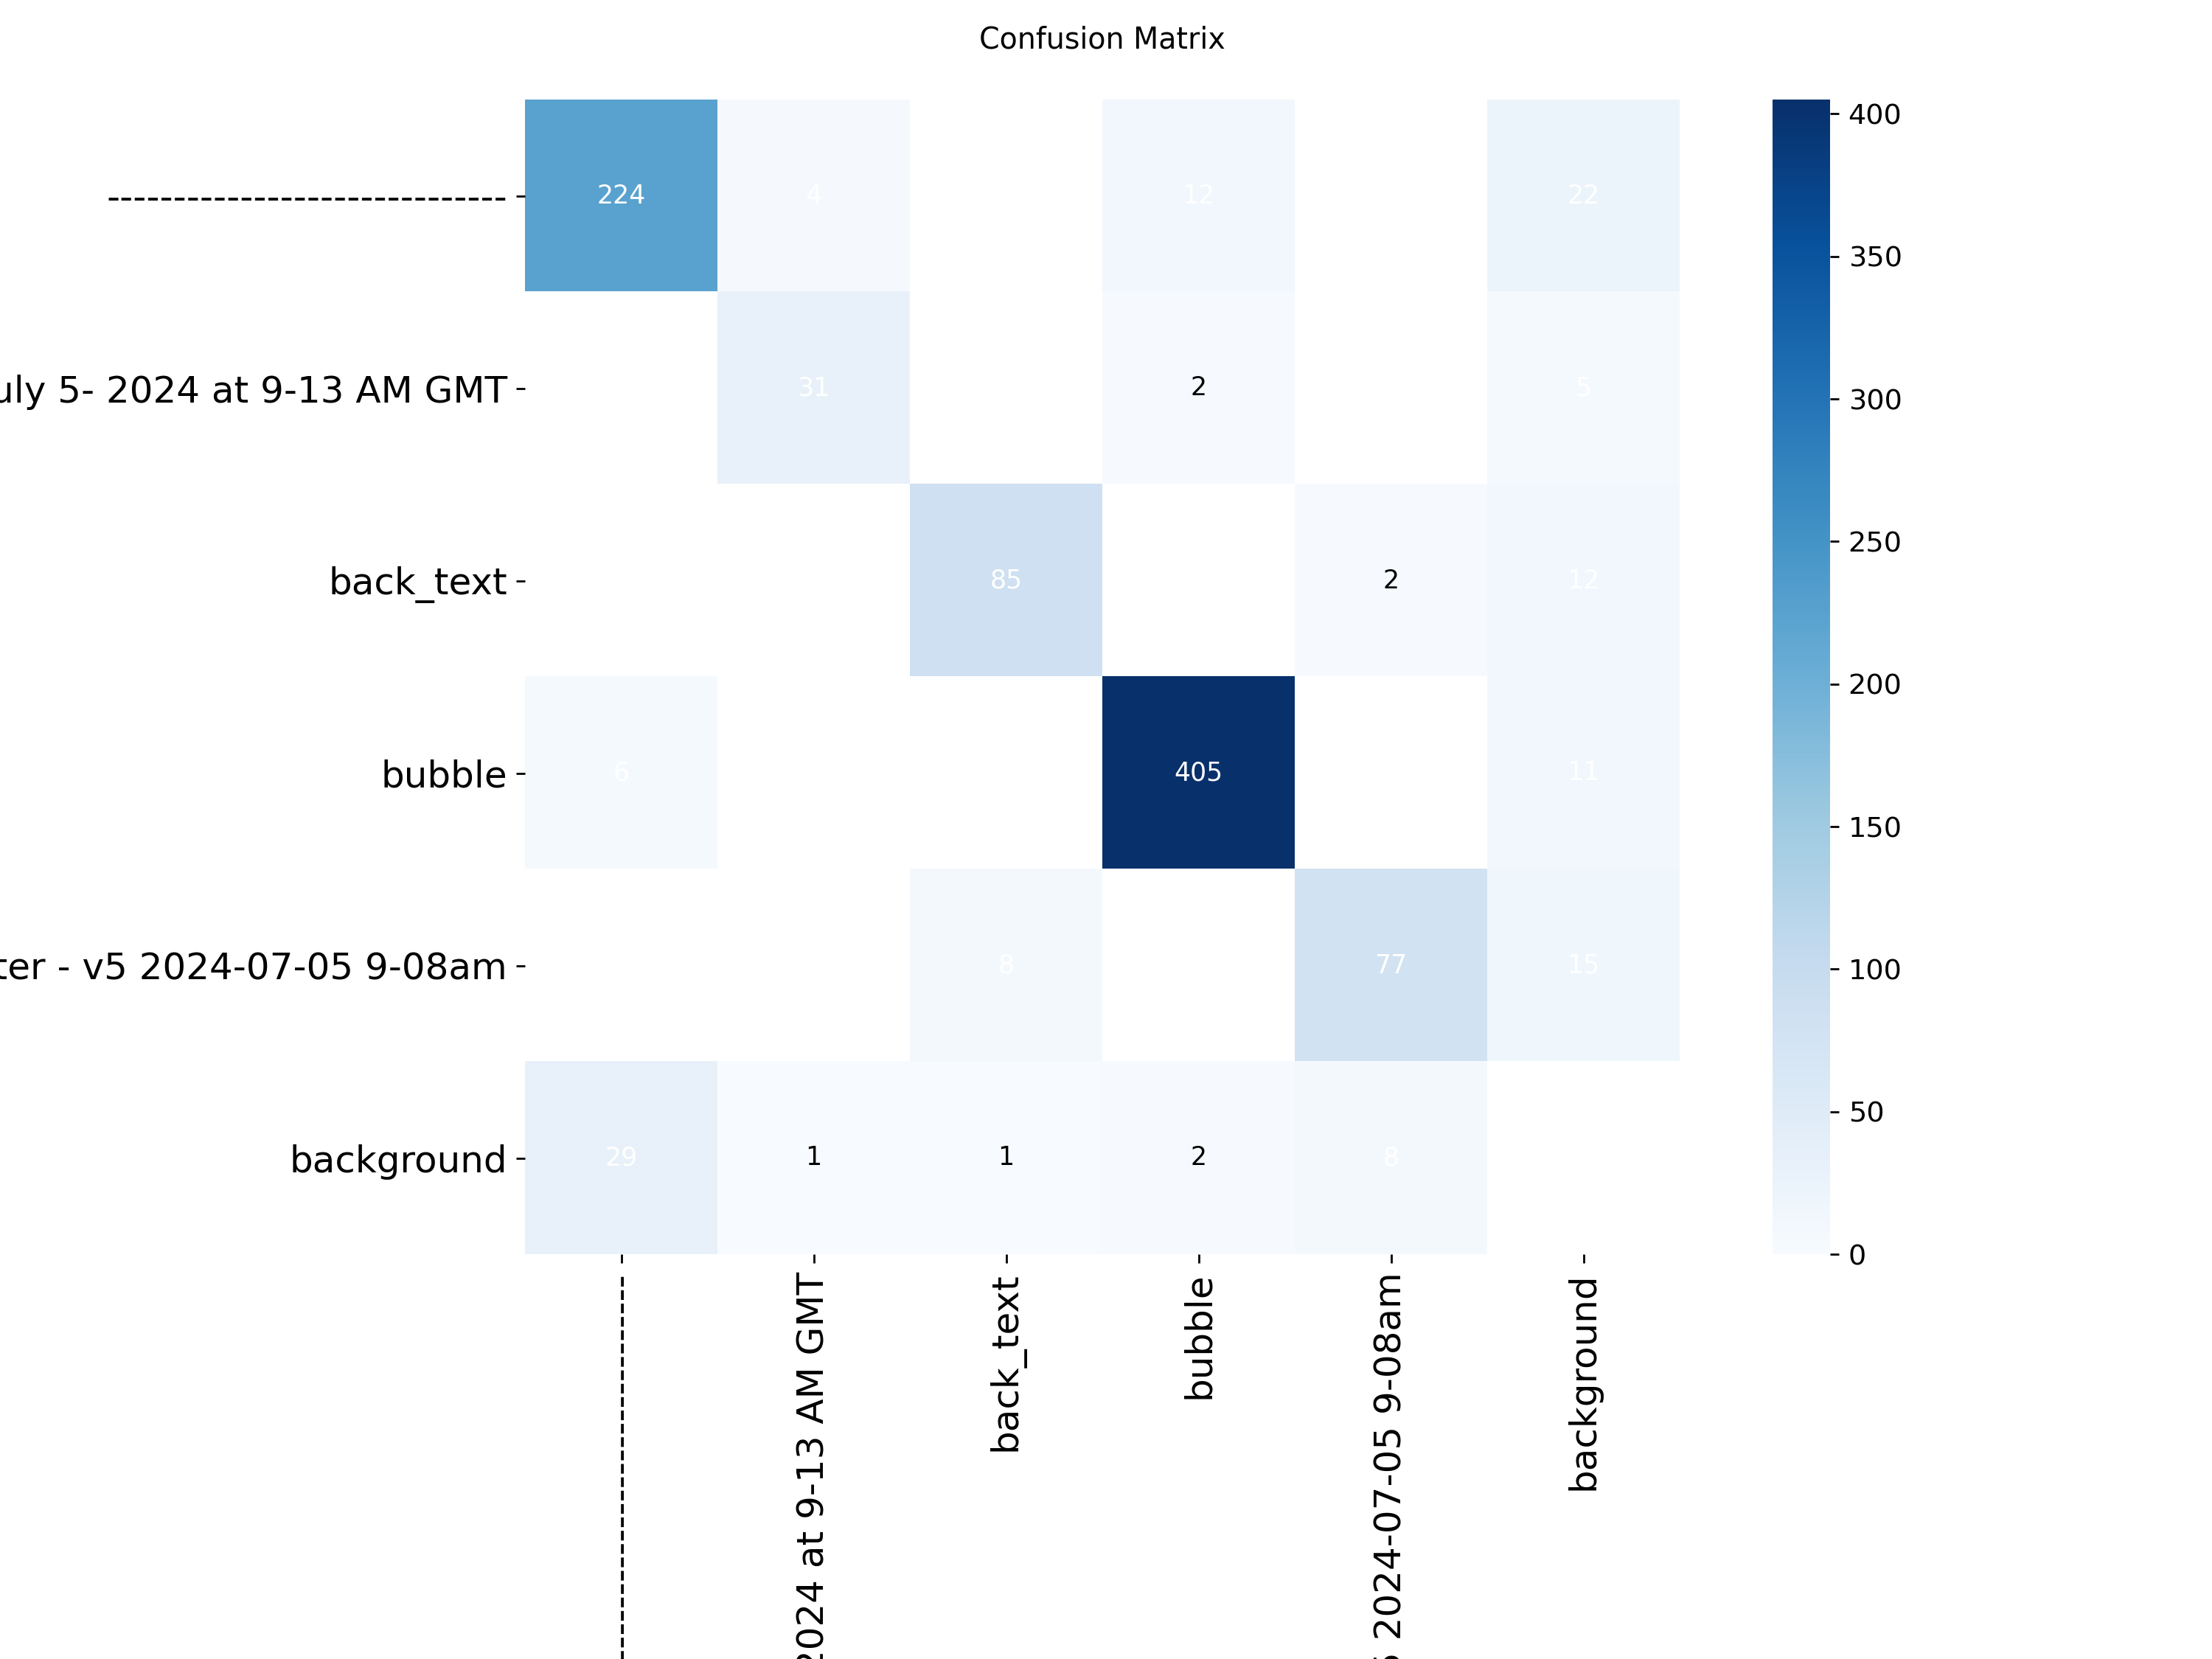 Confusion Matrix
------------------------------
224 4 12 22
uly 5- 2024 at 9-13 AM GMT
31 2 5
back_text
85 2 12
bubble
6 405 11
ter - v5 2024-07-05 9-08am
8 77 15
background
29 1 1 2 8
400
350
300
250
200
150
100
50
0
------------------------------
2024 at 9-13 AM GMT
back_text
bubble
2024-07-05 9-08am
background